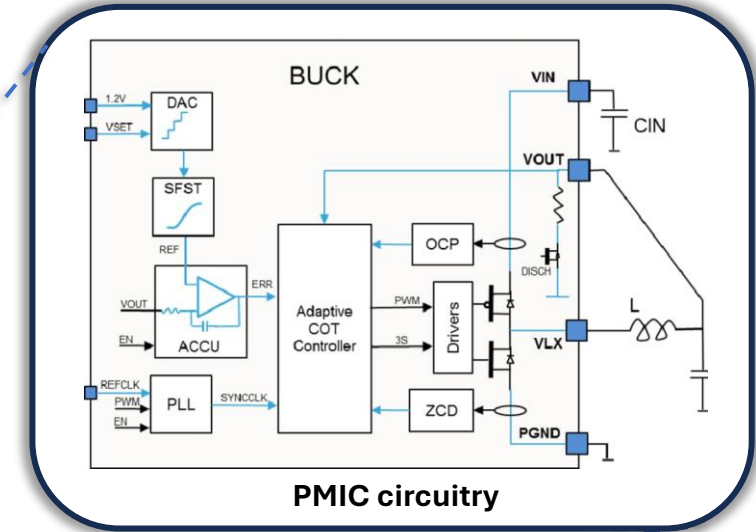 BUCK
VIN
1.2V
DAC
VSET
CIN
VOUT
SFST
REF
OCP
DISCH
ERR
VOUT
Adaptive
COT
Controller
PWM
Drivers
L
3S
VLX
EN
ACCU
REFCLK
PWM
EN
PLL
SYNCCLK
ZCD
PGND
PMIC circuitry